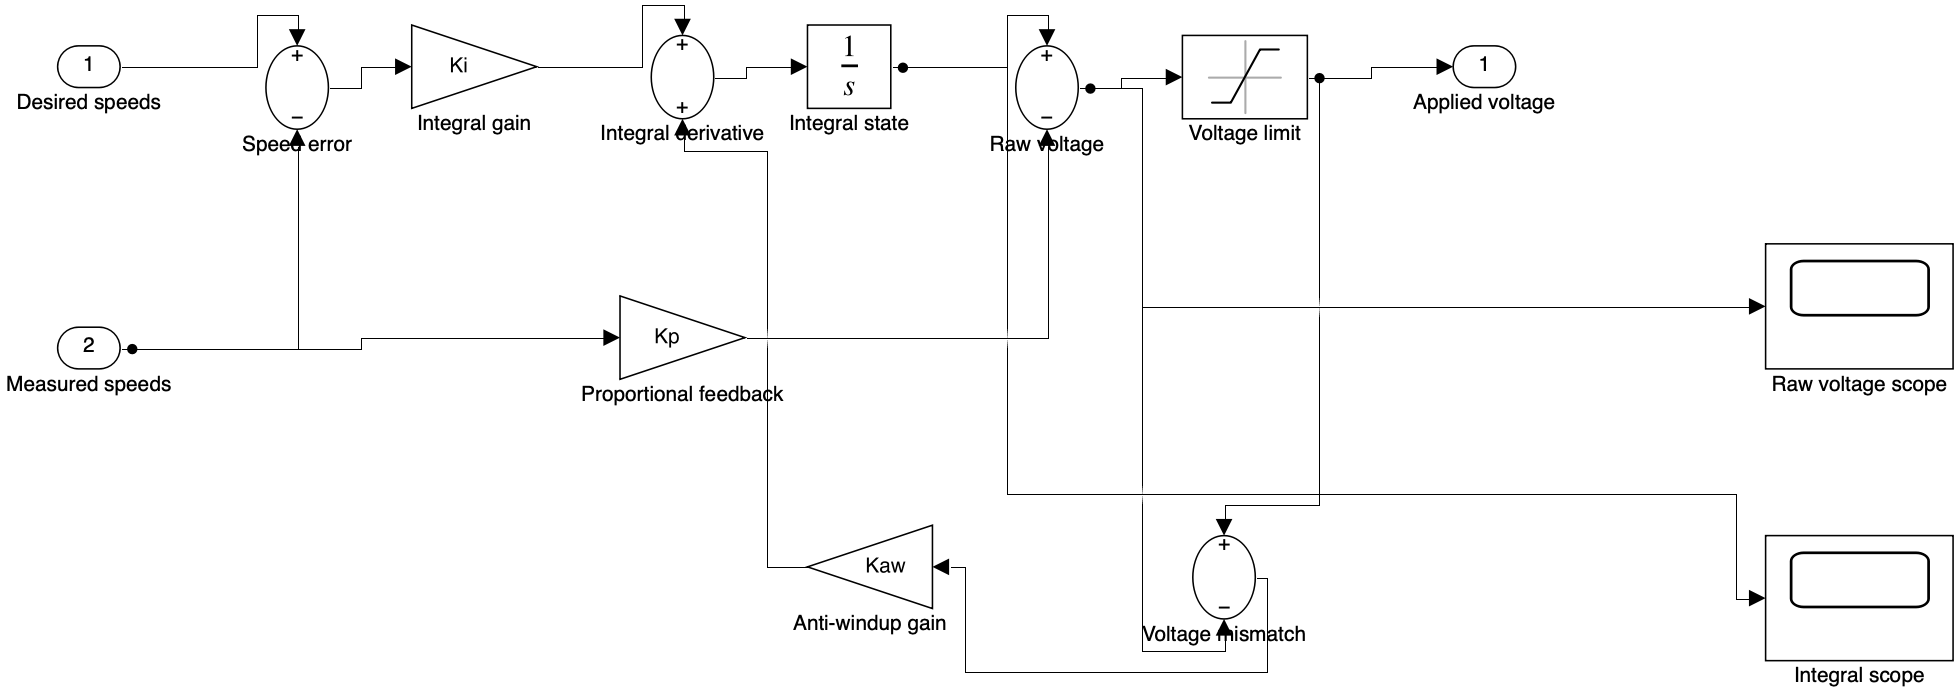 1
Desired speeds
+
−
Speed error
Ki
Integral gain
+
+
Integral derivative
1
s
Integral state
+
−
Raw voltage
Voltage limit
1
Applied voltage
Raw voltage scope
2
Measured speeds
Kp
Proportional feedback
Kaw
Anti-windup gain
+
−
Voltage mismatch
Integral scope